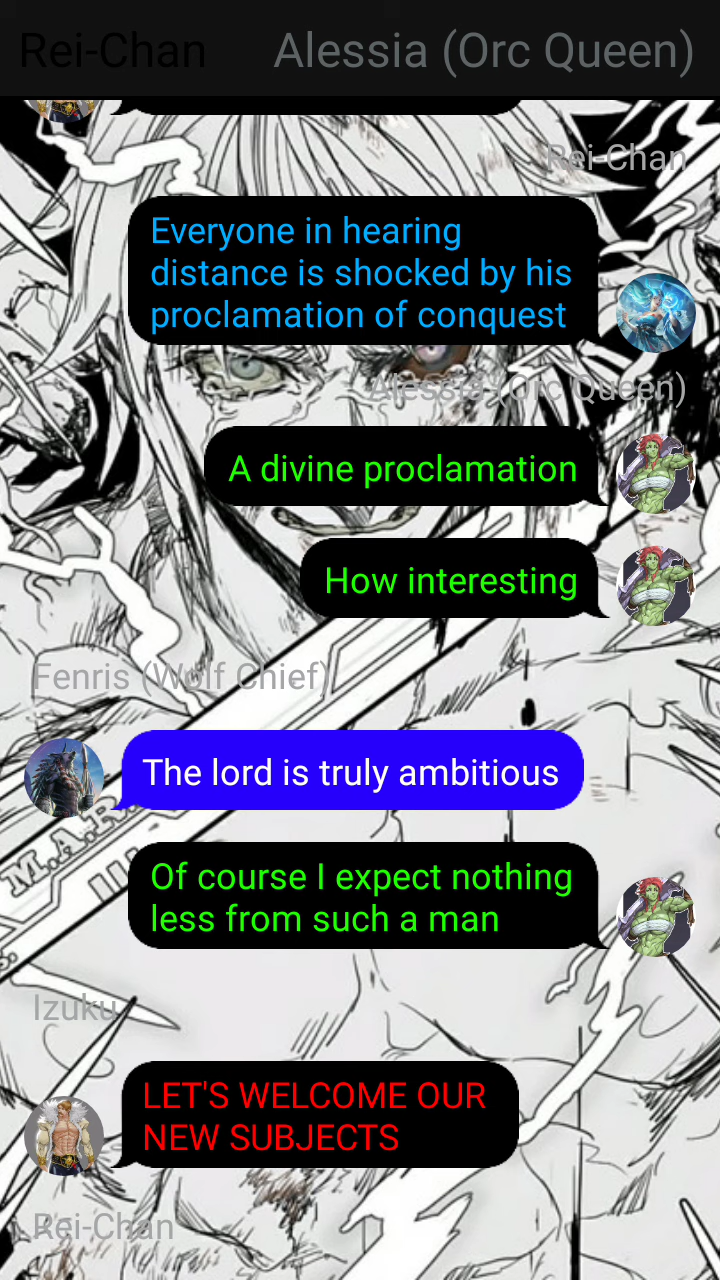 Rei-Chan Alessia (Orc Queen)
Rei-Chan
Everyone in hearing
distance is shocked by his
proclamation of conquest
Alessia (Orc Queen)
A divine proclamation
How interesting
Fenris (Wolf Chief)
The lord is truly ambitious
M.A.R.
Of course I expect nothing
less from such a man
Izuku
LET'S WELCOME OUR
NEW SUBJECTS
Rei-Chan